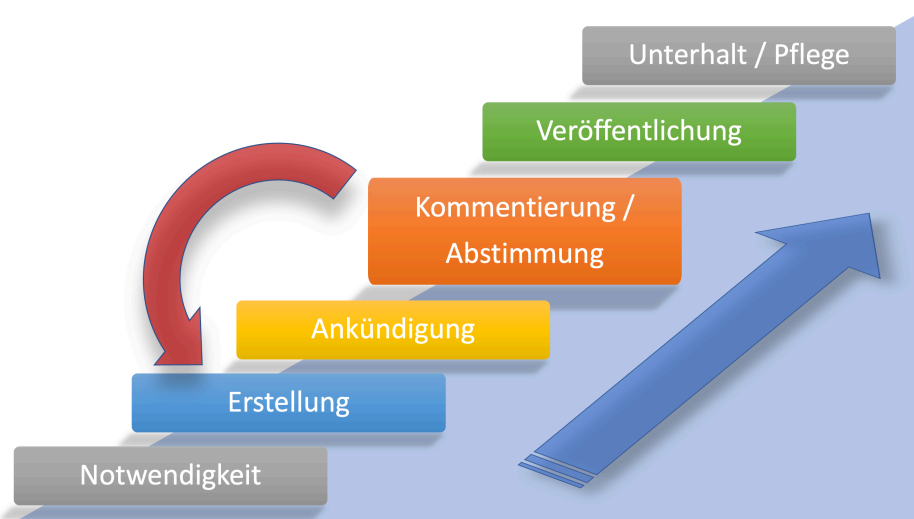 Unterhalt / Pflege
Veröffentlichung
Kommentierung /
Abstimmung
Ankündigung
Erstellung
Notwendigkeit